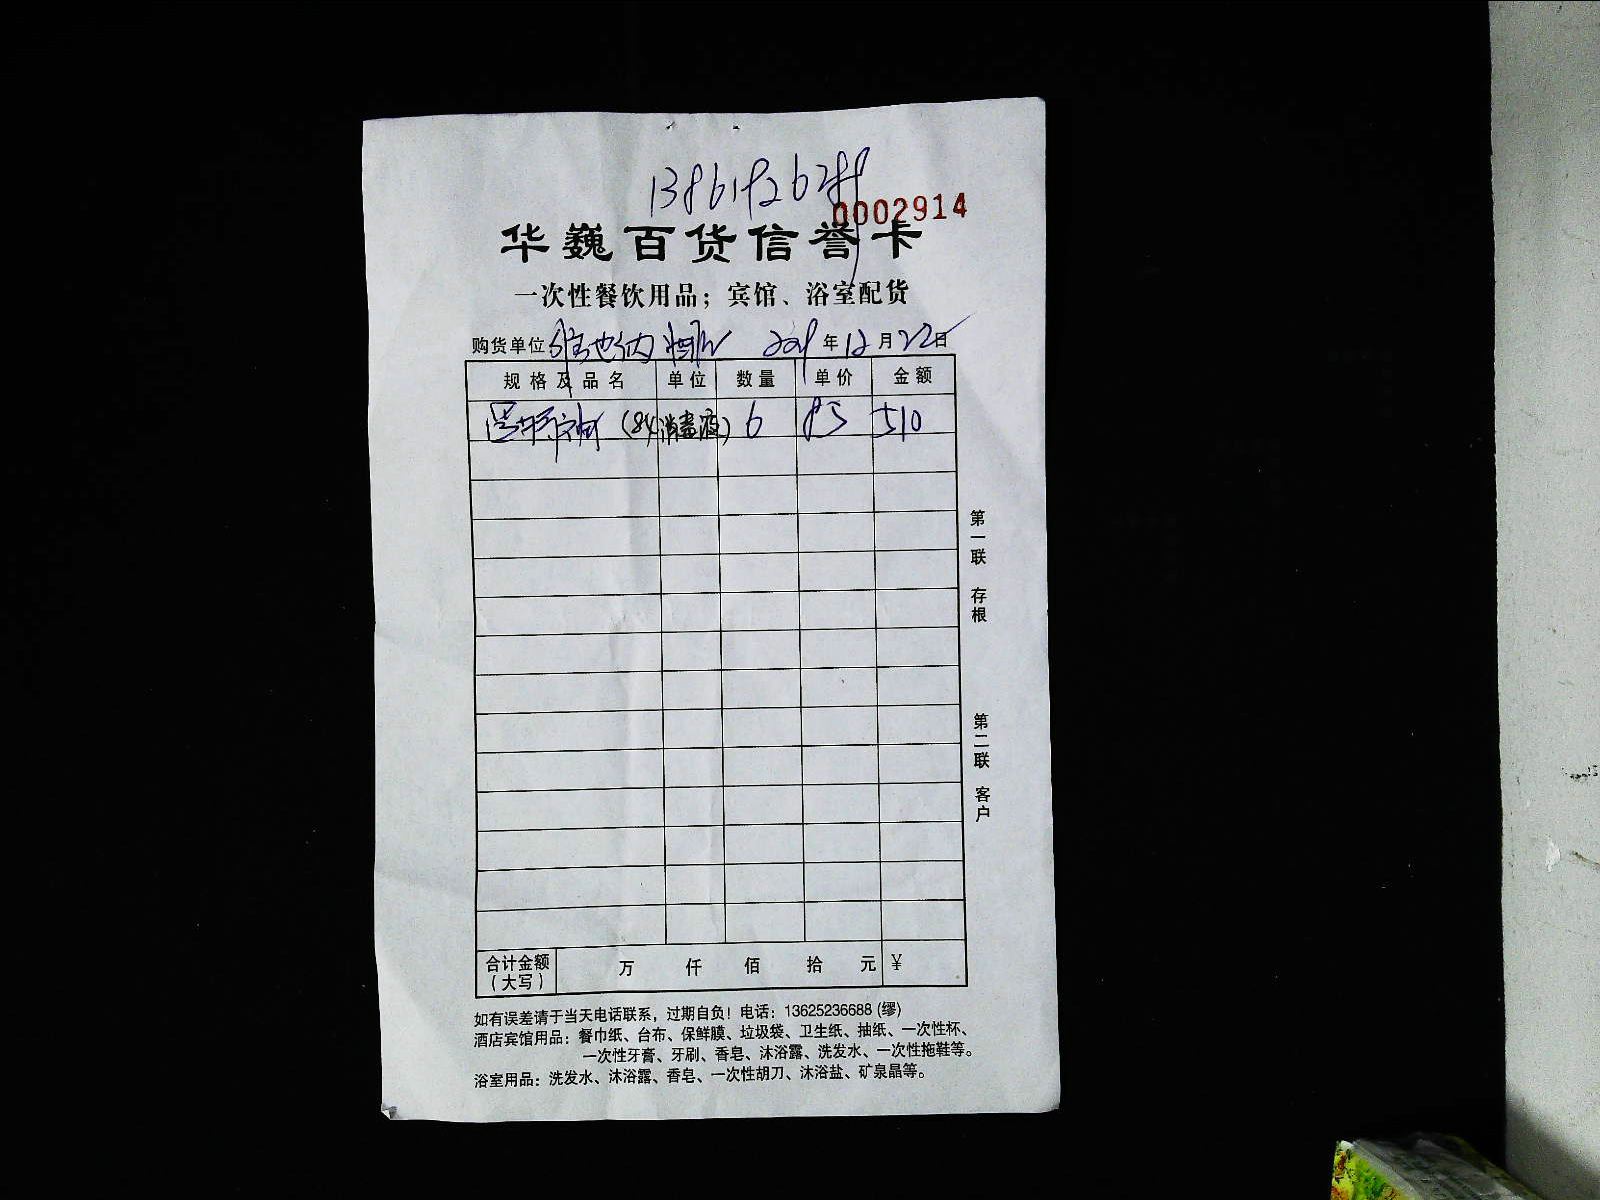 0002914
华巍百货信誉卡
一次性餐饮用品；宾馆、浴室配货
购货单位 维也纳 年12月22日
规格及品名 单位 数量 单价 金额
(84消毒液) 6 85 510
第一联 存根
第二联 客户
合计金额（大写） 万 仟 佰 拾 元 ¥
如有误差请于当天电话联系，过期自负！电话：13625236688 (缪)
酒店宾馆用品：餐巾纸、台布、保鲜膜、垃圾袋、卫生纸、抽纸、一次性杯、
一次性牙膏、牙刷、香皂、沐浴露、洗发水、一次性拖鞋等。
浴室用品：洗发水、沐浴露、香皂、一次性胡刀、沐浴盐、矿泉晶等。